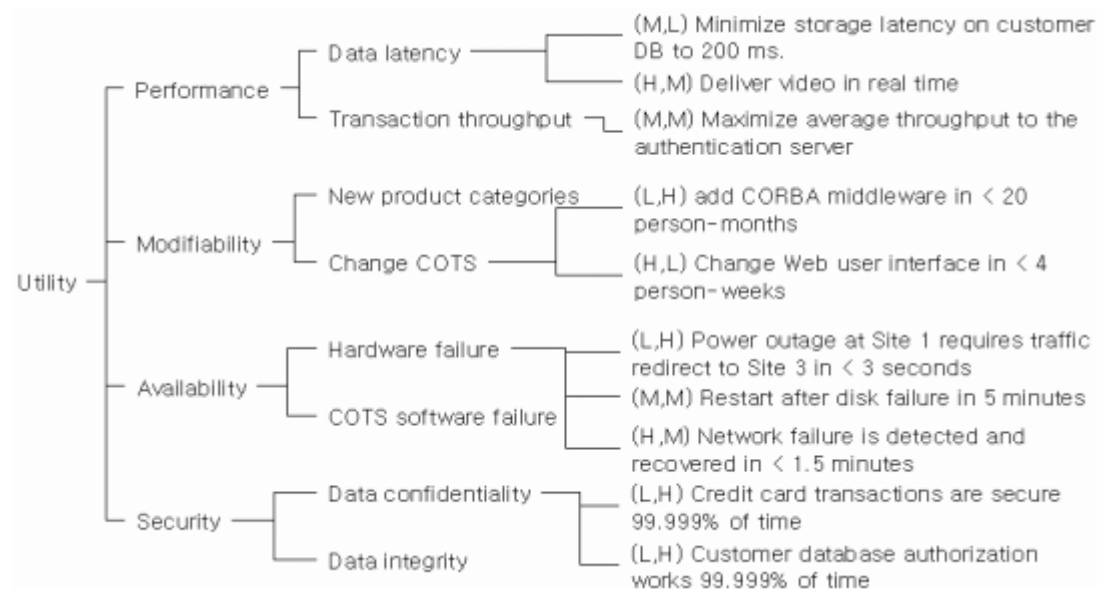 (M,L) Minimize storage latency on customer
DB to 200 ms.
Data latency
(H,M) Deliver video in real time
Performance
Transaction throughput
(M,M) Maximize average throughput to the
authentication server
New product categories
(L,H) add CORBA middleware in < 20
person-months
Modifiability
Change COTS
(H,L) Change Web user interface in < 4
person-weeks
Utility
Hardware failure
(L,H) Power outage at Site 1 requires traffic
redirect to Site 3 in < 3 seconds
Availability
(M,M) Restart after disk failure in 5 minutes
COTS software failure
(H,M) Network failure is detected and
recovered in < 1.5 minutes
Data confidentiality
(L,H) Credit card transactions are secure
99.999% of time
Security
Data integrity
(L,H) Customer database authorization
works 99.999% of time